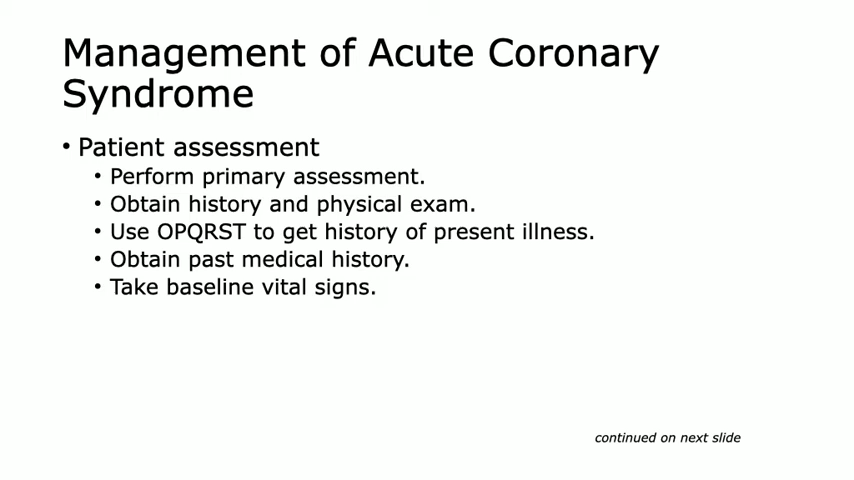 Management of Acute Coronary
Syndrome
• Patient assessment
• Perform primary assessment.
• Obtain history and physical exam.
• Use OPQRST to get history of present illness.
• Obtain past medical history.
• Take baseline vital signs.
continued on next slide